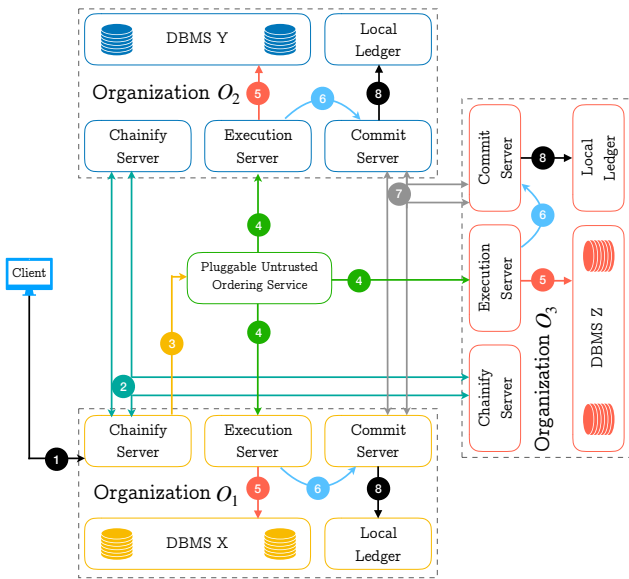 DBMS Y
Local
Ledger
Organization O2
5
6
8
Chainify
Server
Execution
Server
Commit
Server
7
Commit
Server
8
Local
Ledger
6
4
Client
Pluggable Untrusted
Ordering Service
4
Execution
Server
5
DBMS Z
Organization O3
3
4
2
Chainify
Server
1
Chainify
Server
Execution
Server
Commit
Server
Organization O1
5
6
8
DBMS X
Local
Ledger